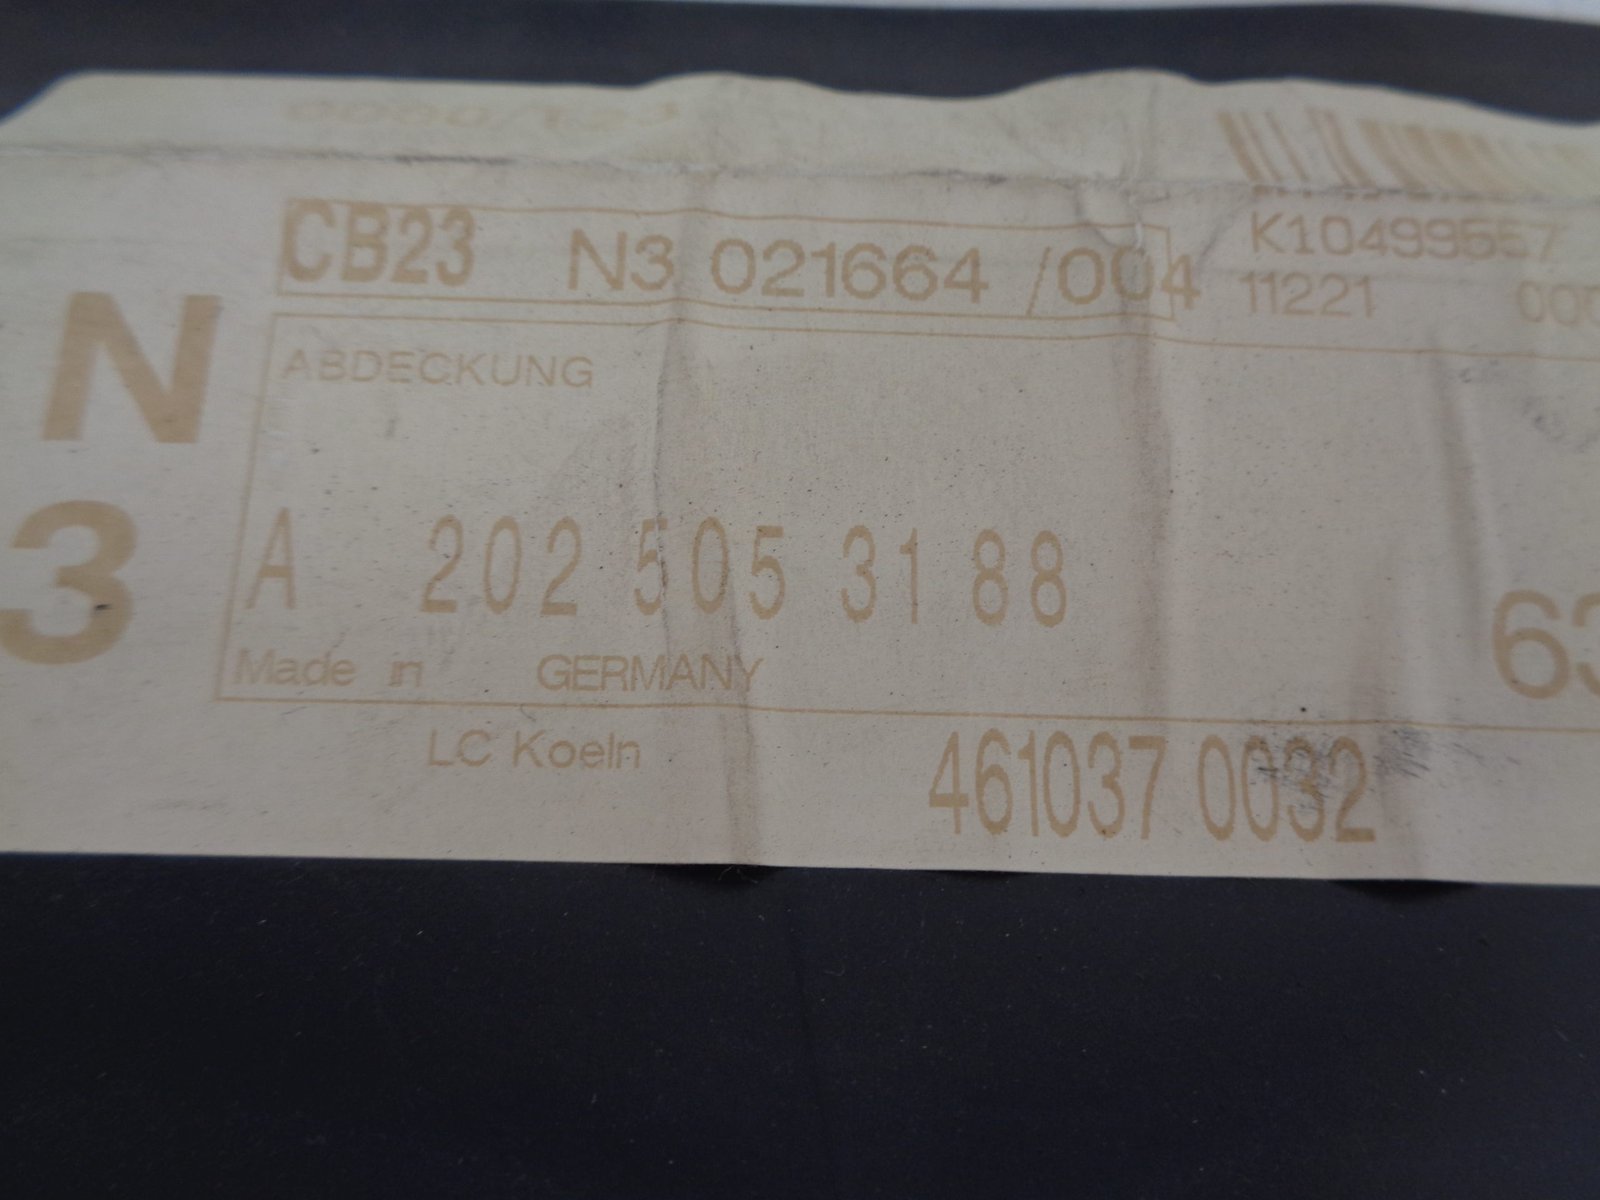 CB23 N3 021664 /004
K10499557
11221
N
3
ABDECKUNG
A 202 505 31 88
Made in GERMANY
LC Koeln
461037 0032